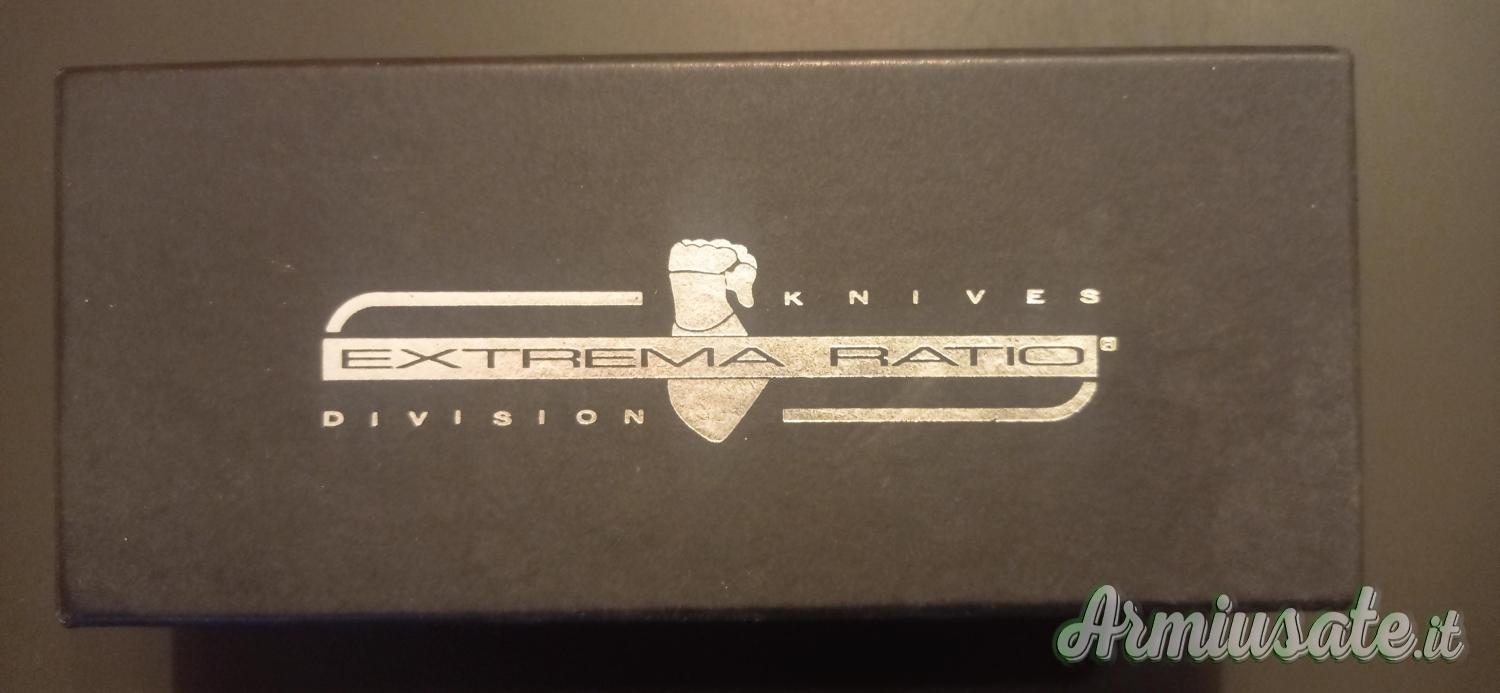 KNIVES
EXTREMA RATIO®
DIVISION
Armiusate.it